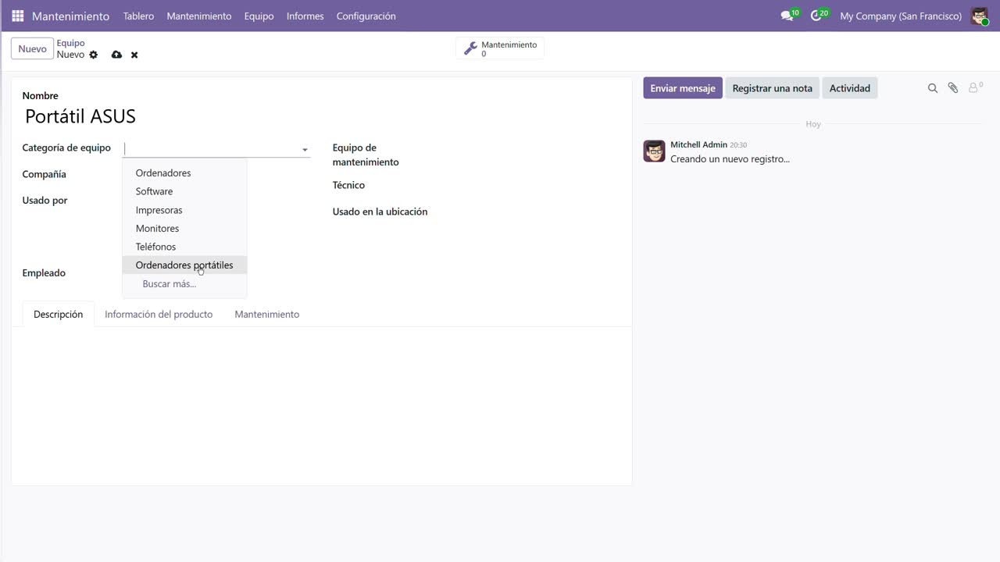 Mantenimiento Tablero Mantenimiento Equipo Informes Configuración 10 20 My Company (San Francisco)
Nuevo
Equipo
Nuevo
Mantenimiento
0
Nombre
Portátil ASUS
Categoría de equipo
Ordenadores
Software
Impresoras
Monitores
Teléfonos
Ordenadores portátiles
Buscar más...
Compañía
Usado por
Empleado
Equipo de
mantenimiento
Técnico
Usado en la ubicación
Descripción Información del producto Mantenimiento
Enviar mensaje Registrar una nota Actividad 0
Hoy
Mitchell Admin 20:30
Creando un nuevo registro...